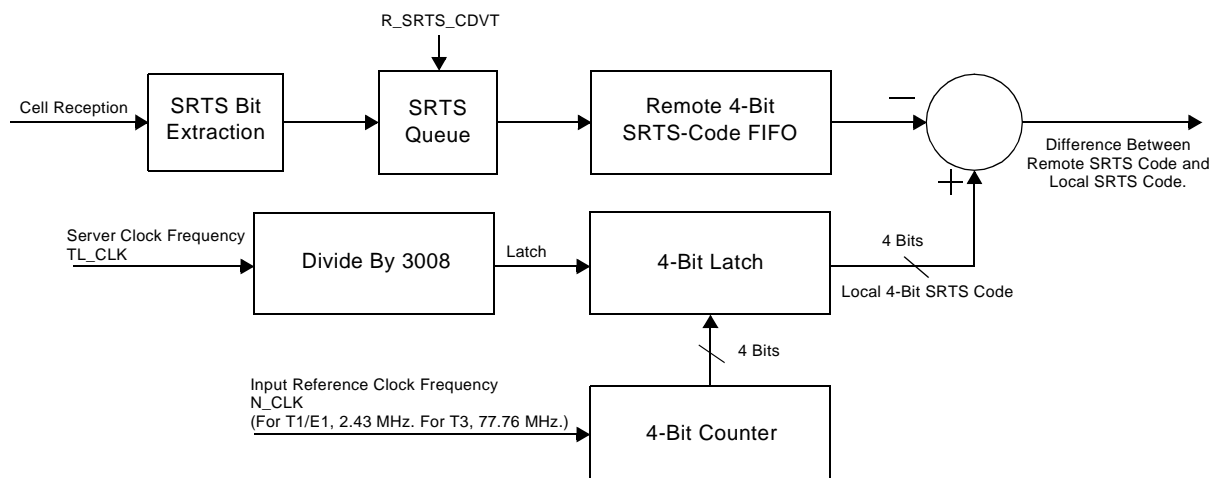 R_SRTS_CDVT
Cell Reception
SRTS Bit
Extraction
SRTS
Queue
Remote 4-Bit
SRTS-Code FIFO
—
+
Difference Between
Remote SRTS Code and
Local SRTS Code.
Server Clock Frequency
TL_CLK
Divide By 3008
Latch
4-Bit Latch
4 Bits
Local 4-Bit SRTS Code
4 Bits
Input Reference Clock Frequency
N_CLK
(For T1/E1, 2.43 MHz. For T3, 77.76 MHz.)
4-Bit Counter